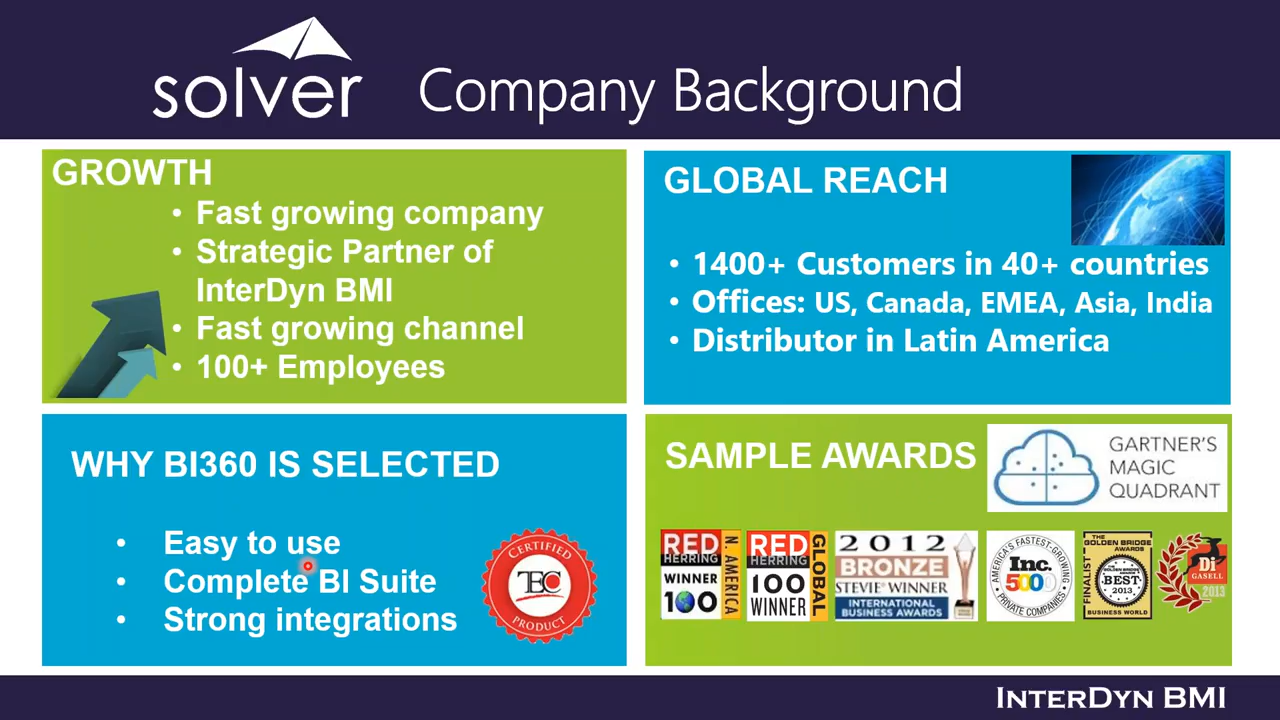 solver Company Background
GROWTH
• Fast growing company
• Strategic Partner of
InterDyn BMI
• Fast growing channel
• 100+ Employees
GLOBAL REACH
• 1400+ Customers in 40+ countries
• Offices: US, Canada, EMEA, Asia, India
• Distributor in Latin America
WHY BI360 IS SELECTED
• Easy to use
• Complete BI Suite
• Strong integrations
CERTIFIED
TEC
PRODUCT
SAMPLE AWARDS
GARTNER'S
MAGIC
QUADRANT
RED
HERRING
WINNER
100
N. AMERICA
RED
HERRING
100
WINNER
GLOBAL
2012
BRONZE
STEVIE® WINNER
INTERNATIONAL
BUSINESS AWARDS
AMERICA'S FASTEST-GROWING
Inc.
5000
PRIVATE COMPANIES
THE
GOLDEN BRIDGE
AWARDS
FINALIST
BEST
2013
BUSINESS WORLD
Di
GASELL
2013
INTERDYN BMI